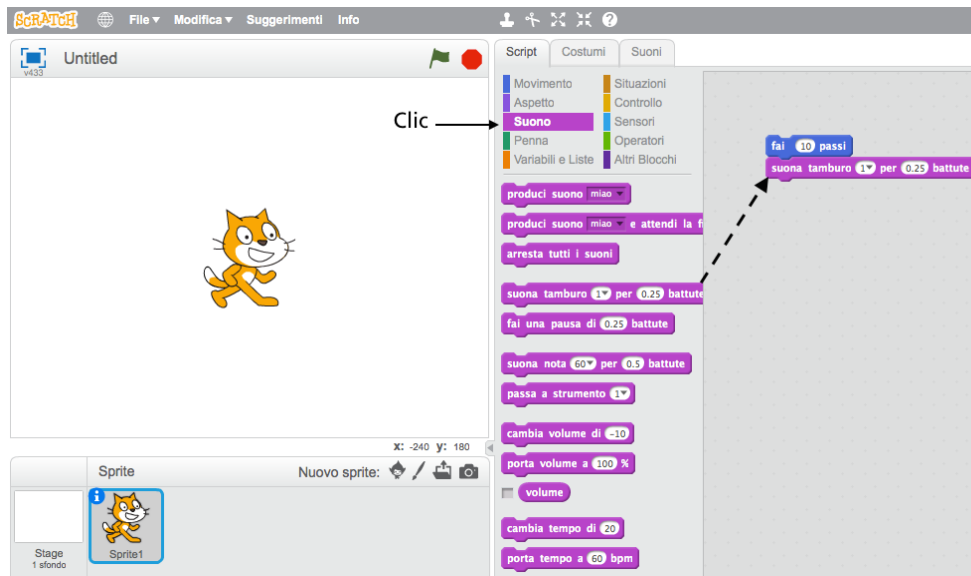 SCRATCH File Modifica Suggerimenti Info
Untitled
v433
Script Costumi Suoni
Movimento Situazioni
Aspetto Controllo
Suono Sensori
Penna Operatori
Variabili e Liste Altri Blocchi
Clic
produci suono miao
produci suono miao e attendi la f
arresta tutti i suoni
suona tamburo 1 per 0.25 battute
fai una pausa di 0.25 battute
suona nota 60 per 0.5 battute
passa a strumento 1
cambia volume di -10
porta volume a 100 %
volume
cambia tempo di 20
porta tempo a 60 bpm
fai 10 passi
suona tamburo 1 per 0.25 battute
X: -240 y: 180
Sprite Nuovo sprite:
Stage
1 sfondo
Sprite1